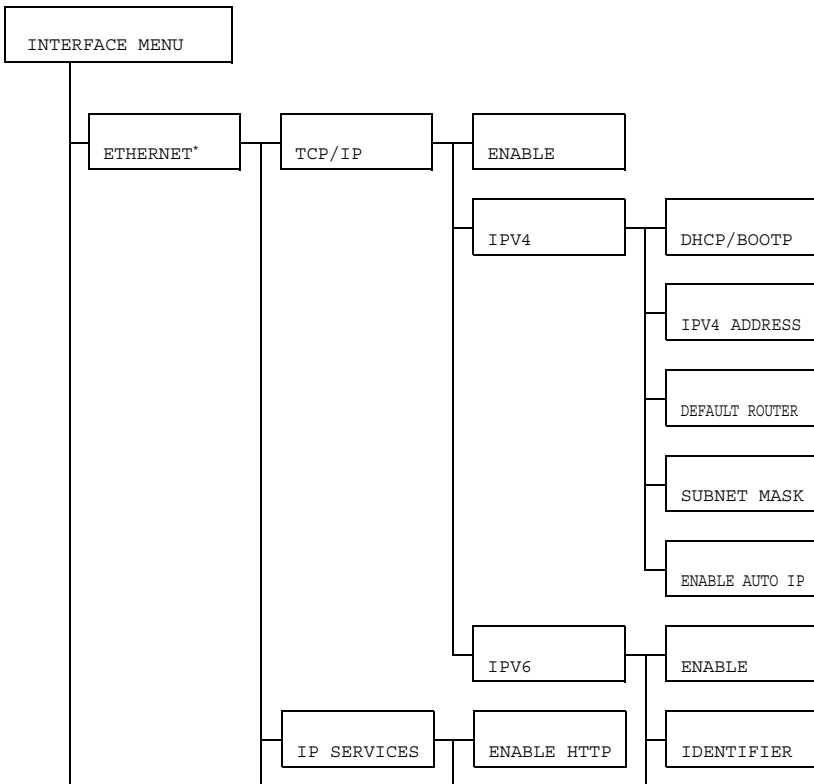 INTERFACE MENU
ETHERNET*
TCP/IP
ENABLE
IPV4
DHCP/BOOTP
IPV4 ADDRESS
DEFAULT ROUTER
SUBNET MASK
ENABLE AUTO IP
IPV6
ENABLE
IP SERVICES
ENABLE HTTP
IDENTIFIER